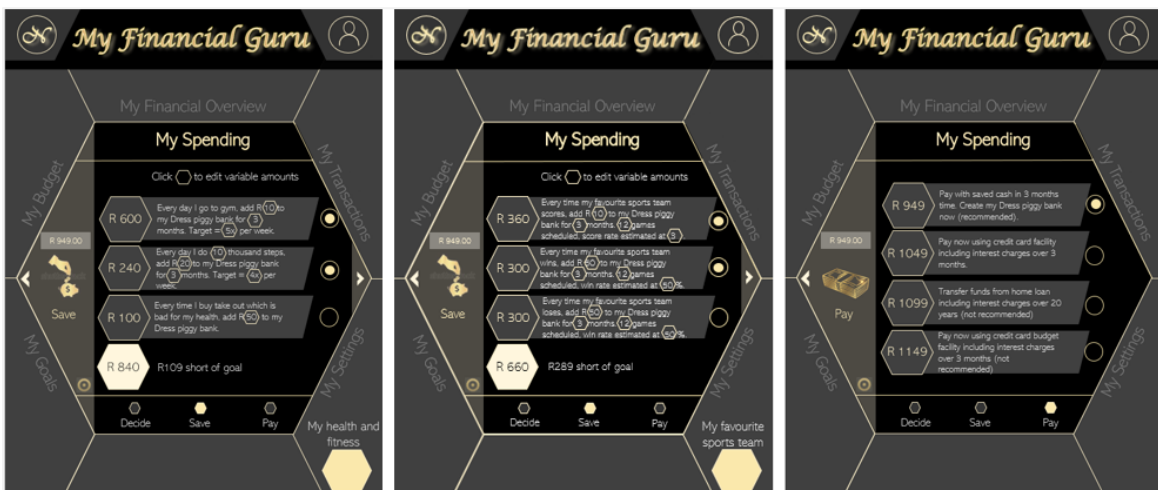 My Financial Guru
My Financial Overview
My Budget
My Transactions
My Goals
My Settings
My Spending
Click to edit variable amounts
R 949.00
Save
R 600
Every day I go to gym, add R 10 to
my Dress piggy bank for 3
months. Target = 5x per week.
R 240
Every day I do 10 thousand steps,
add R 20 to my Dress piggy bank
for 3 months. Target = 4x per
week.
R 100
Every time I buy take out which is
bad for my health, add R 50 to my
Dress piggy bank.
R 840
R109 short of goal
Decide
Save
Pay
My health and
fitness
My Financial Guru
My Financial Overview
My Budget
My Transactions
My Goals
My Settings
My Spending
Click to edit variable amounts
R 949.00
Save
R 360
Every time my favourite sports team
scores, add R 10 to my Dress piggy
bank for 3 months. 12 games
scheduled, score rate estimated at 3
R 300
Every time my favourite sports team
wins, add R 50 to my Dress piggy
bank for 3 months. 12 games
scheduled, win rate estimated at 50 %.
R 300
Every time my favourite sports team
loses, add R 50 to my Dress piggy
bank for 3 months. 12 games
scheduled, win rate estimated at 50 %
R 660
R289 short of goal
Decide
Save
Pay
My favourite
sports team
My Financial Guru
My Financial Overview
My Budget
My Transactions
My Goals
My Settings
My Spending
R 949.00
Pay
R 949
Pay with saved cash in 3 months
time. Create my Dress piggy bank
now (recommended).
R 1049
Pay now using credit card facility
including interest charges over 3
months.
R 1099
Transfer funds from home loan
including interest charges over 20
years (not recommended)
R 1149
Pay now using credit card budget
facility including interest charges
over 3 months (not
recommended)
Decide
Save
Pay